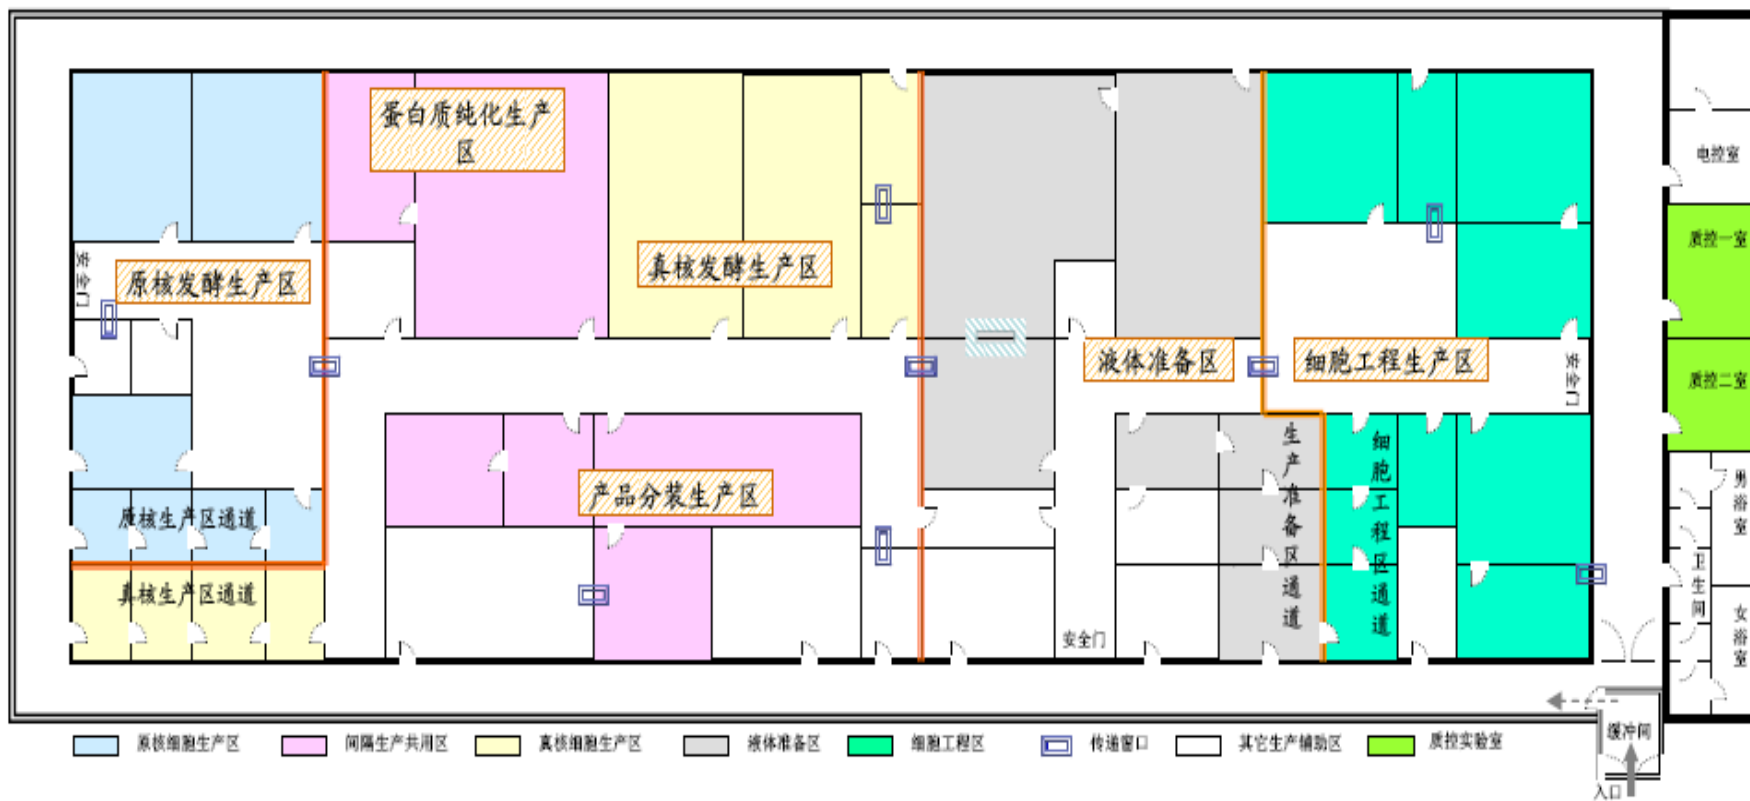 蛋白质纯化生产
区
电控室
质控一室
真核发酵生产区
安全门
原核发酵生产区
液体准备区
细胞工程生产区
安全门
质控二室
生产准备区通道
细胞工程区通道
产品分装生产区
男浴室
原核生产区通道
真核生产区通道
卫生间
女浴室
安全门
缓冲间
入口
原核细胞生产区
间隔生产共用区
真核细胞生产区
液体准备区
细胞工程区
传递窗口
其它生产辅助区
质控实验室